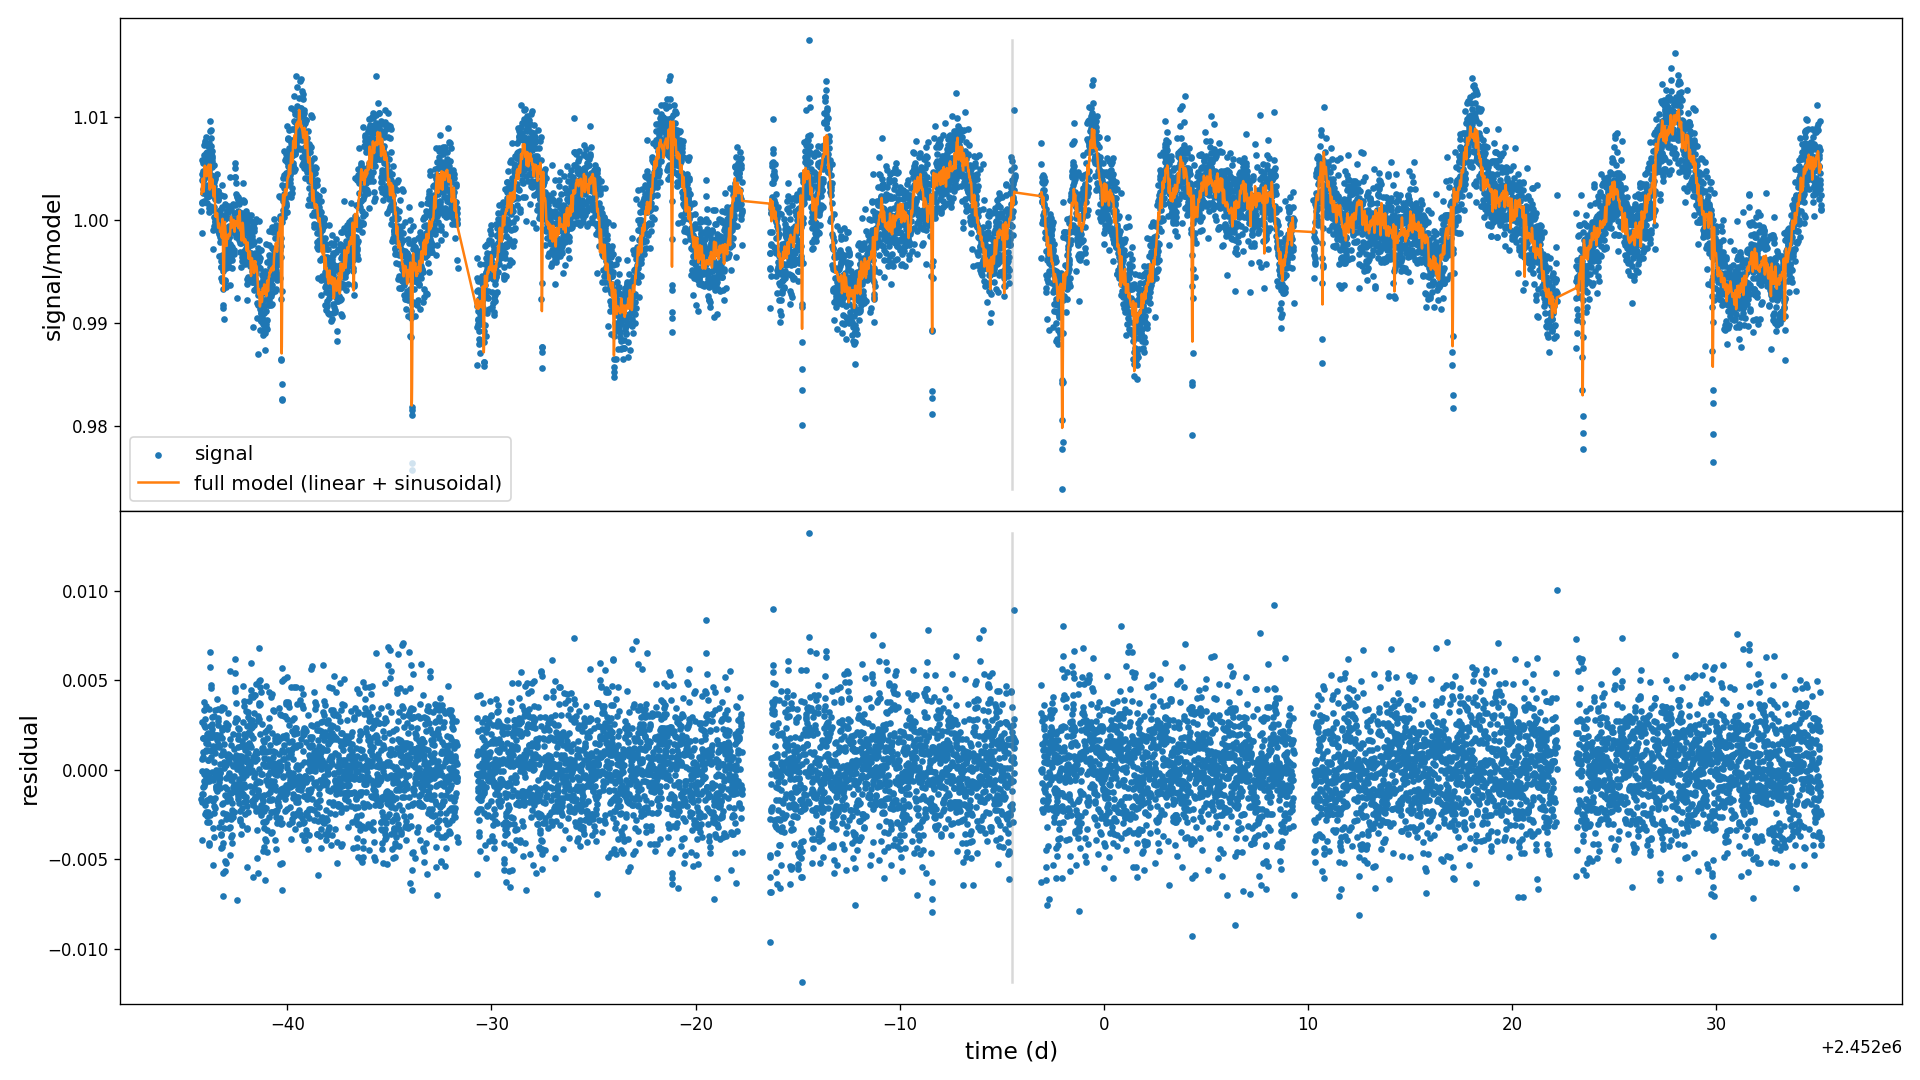 1.01
1.00
0.99
0.98
signal/model
signal
full model (linear + sinusoidal)
0.010
0.005
0.000
−0.005
−0.010
residual
−40
−30
−20
−10
0
10
20
30
time (d)
+2.452e6